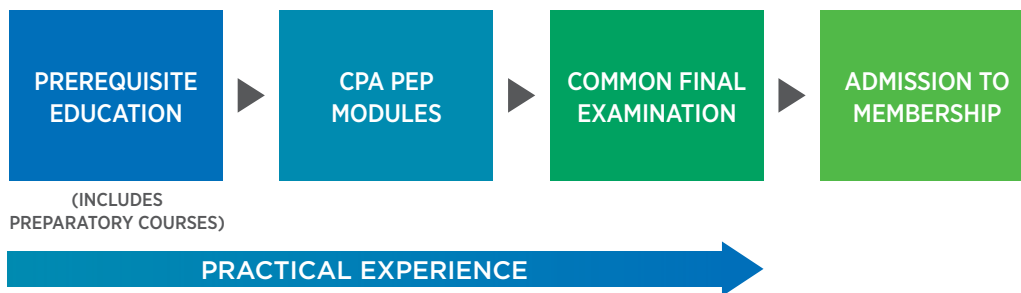 PREREQUISITE
EDUCATION
CPA PEP
MODULES
COMMON FINAL
EXAMINATION
ADMISSION TO
MEMBERSHIP
(INCLUDES
PREPARATORY COURSES)
PRACTICAL EXPERIENCE